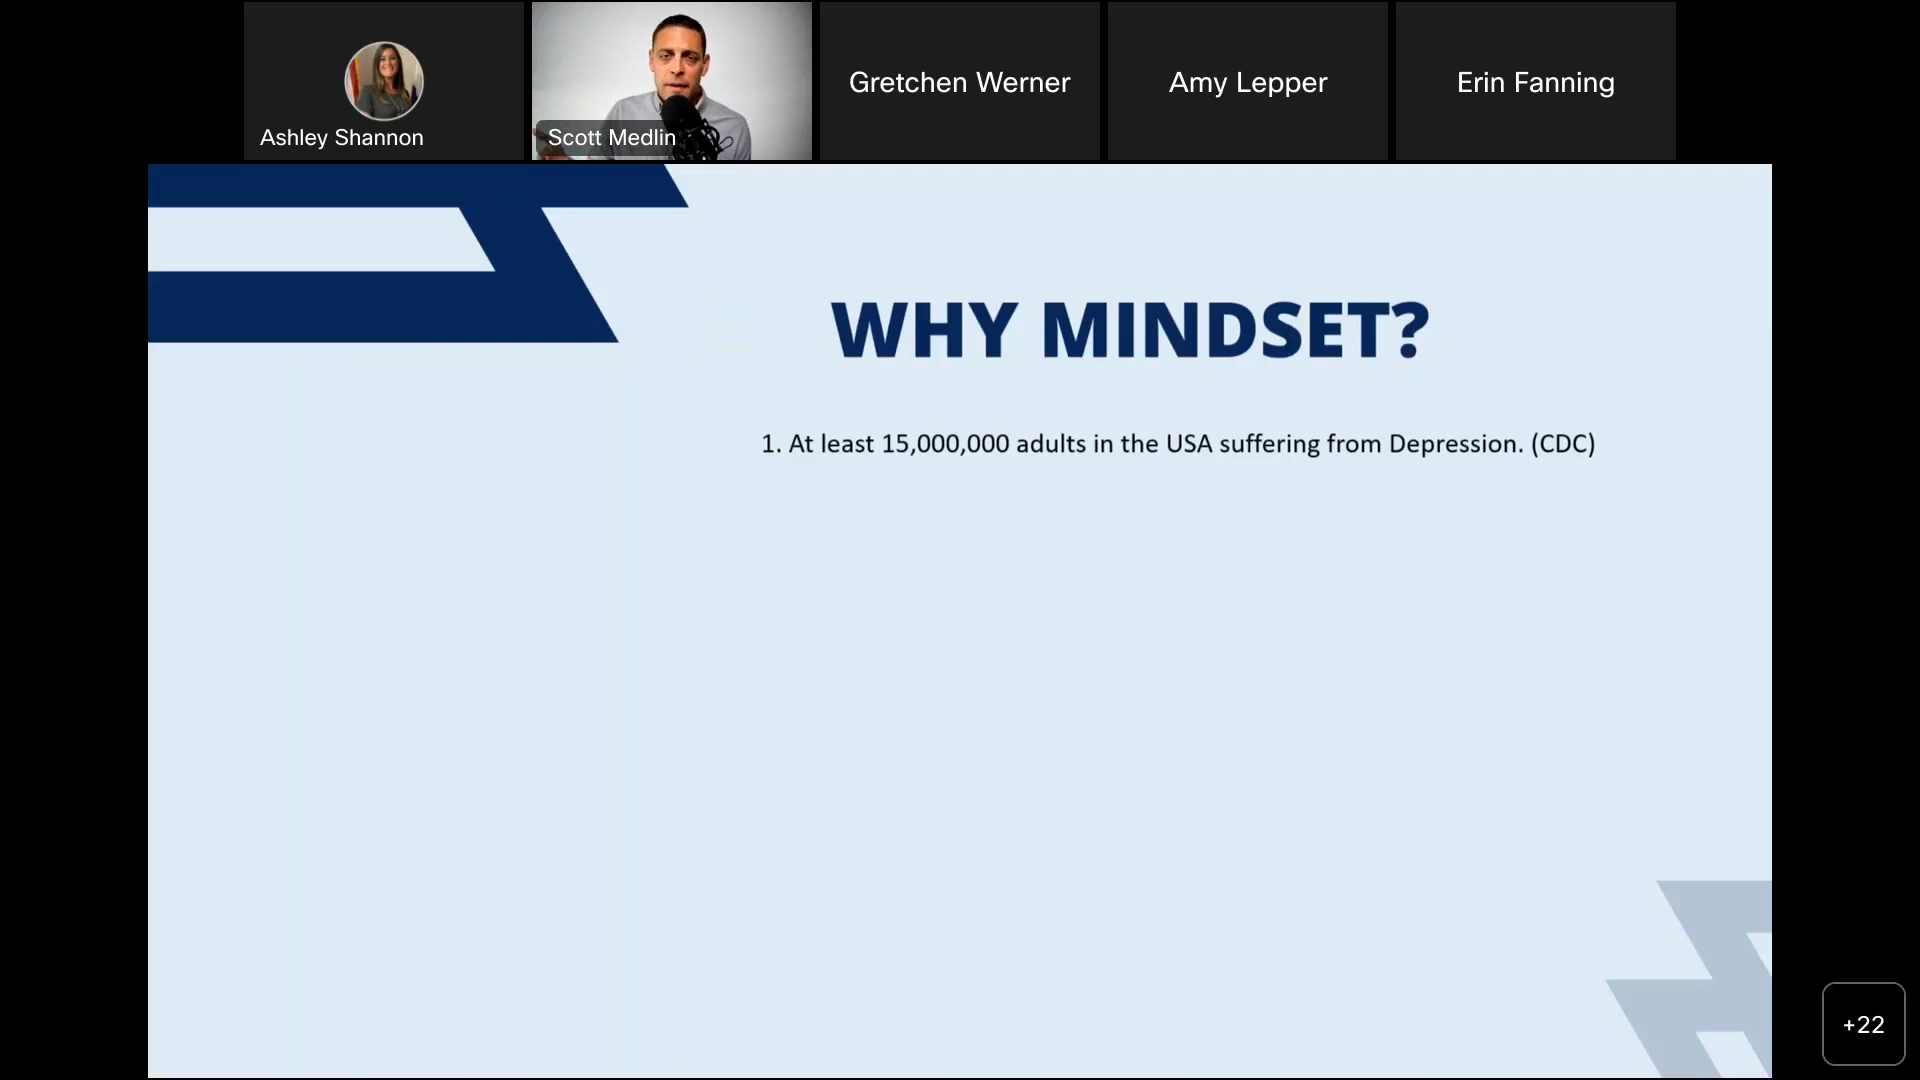 Ashley Shannon
Scott Medlin
Gretchen Werner
Amy Lepper
Erin Fanning
WHY MINDSET?
1. At least 15,000,000 adults in the USA suffering from Depression. (CDC)
+22